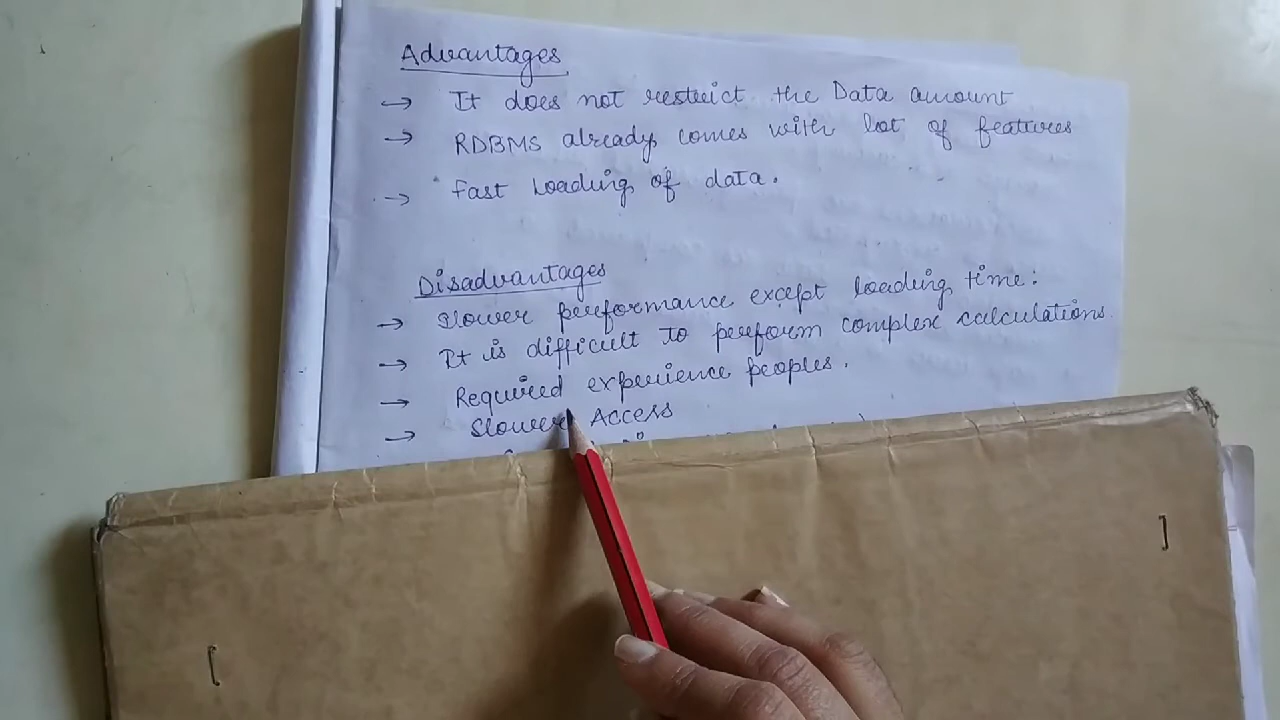 Advantages
→ It does not restrict the Data amount
→ RDBMS already comes with lot of features
→ fast Loading of data.
Disadvantages
→ Slower performance except loading time:
→ It is difficult to perform complex calculations.
→ Required experience peoples.
→ Slower Access